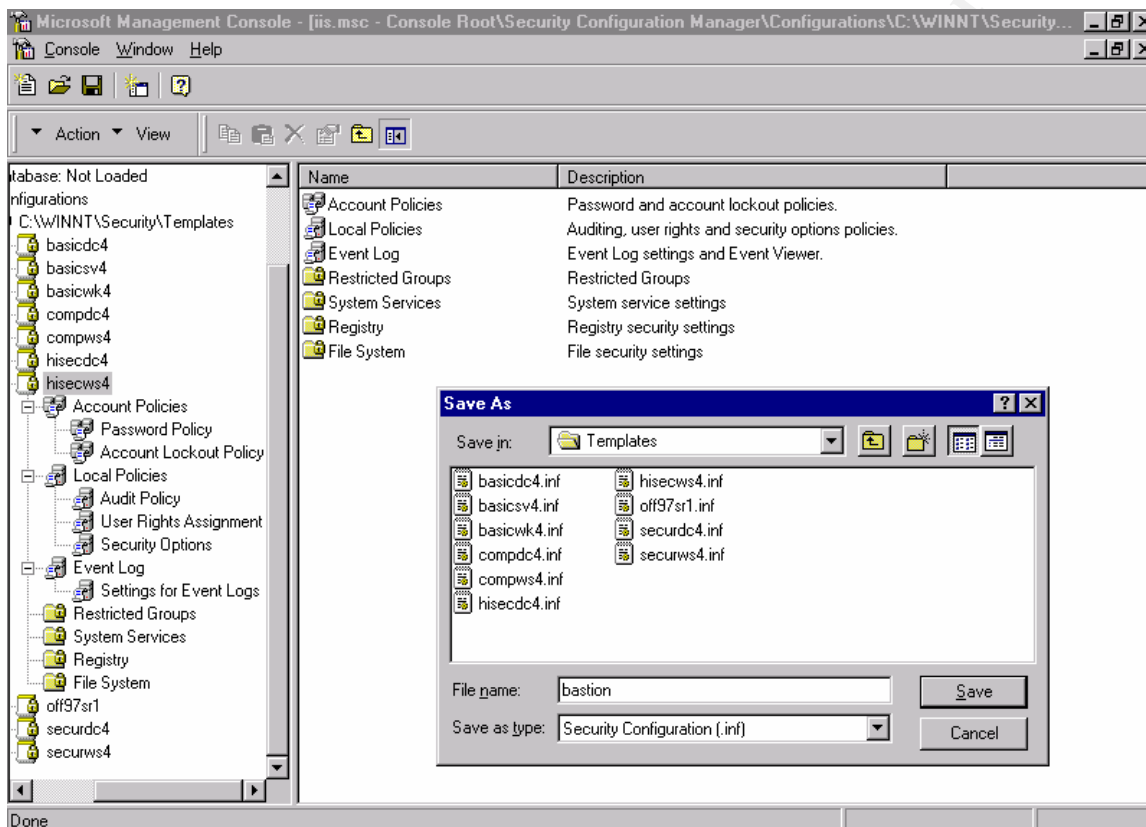 Microsoft Management Console - [iis.msc - Console Root\Security Configuration Manager\Configurations\C:\WINNT\Security...
Console Window Help
Action View
tabase: Not Loaded
nfigurations
C:\WINNT\Security\Templates
basicdc4
basicsv4
basicwk4
compdc4
compws4
hisecdc4
hisecws4
Account Policies
Password Policy
Account Lockout Policy
Local Policies
Audit Policy
User Rights Assignment
Security Options
Event Log
Settings for Event Logs
Restricted Groups
System Services
Registry
File System
off97sr1
securdc4
securws4
Name Description
Account Policies Password and account lockout policies.
Local Policies Auditing, user rights and security options policies.
Event Log Event Log settings and Event Viewer.
Restricted Groups Restricted Groups
System Services System service settings
Registry Registry security settings
File System File security settings
Save As
Save in: Templates
basicdc4.inf hisecws4.inf
basicsv4.inf off97sr1.inf
basicwk4.inf securdc4.inf
compdc4.inf securws4.inf
compws4.inf
hisecdc4.inf
File name: bastion Save
Save as type: Security Configuration (.inf) Cancel
Done